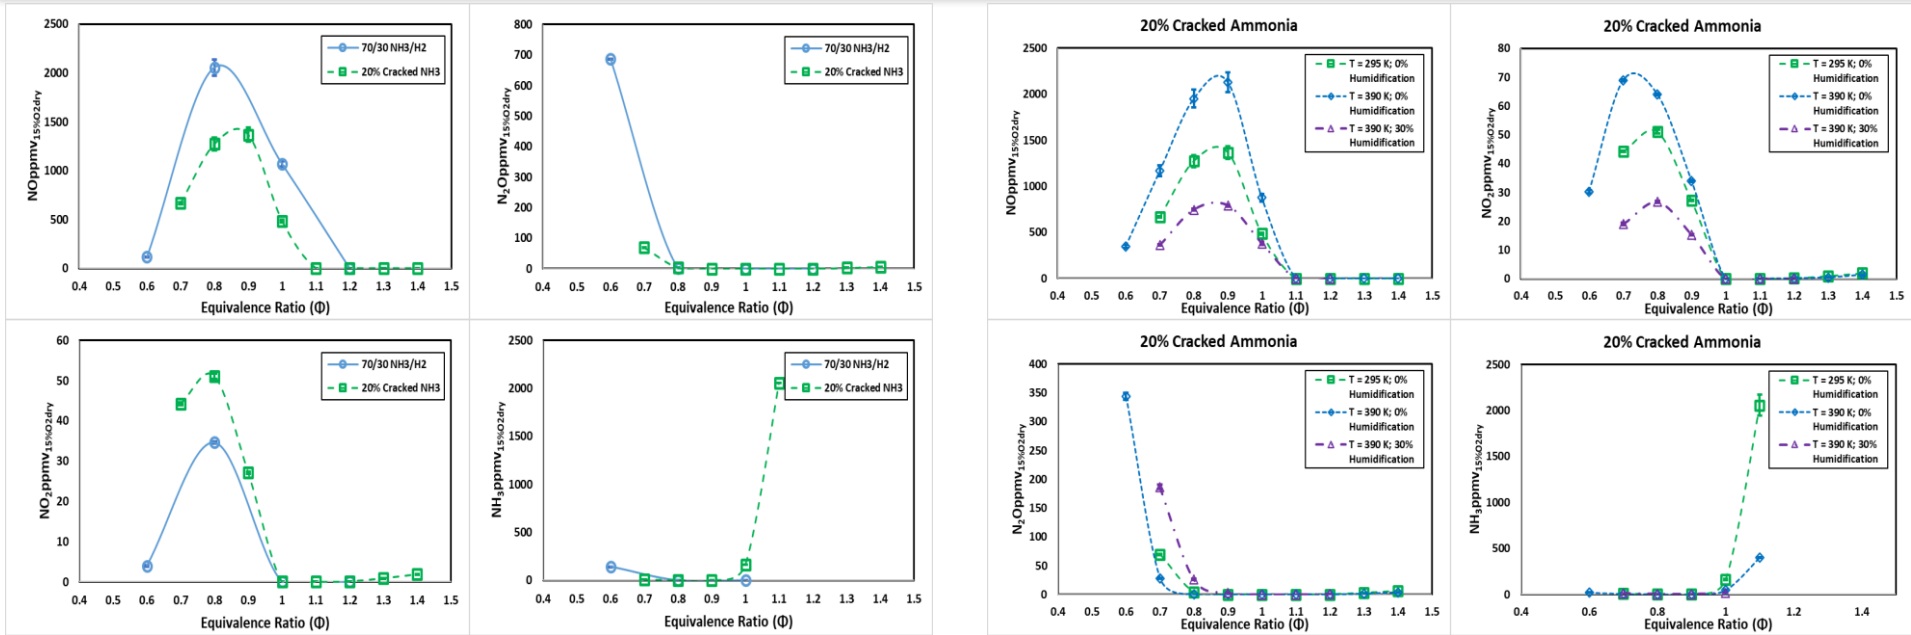 2500
2000
1500
1000
500
0
NOppmv15%O2dry
70/30 NH3/H2
20% Cracked NH3
0.4 0.5 0.6 0.7 0.8 0.9 1 1.1 1.2 1.3 1.4 1.5
Equivalence Ratio (Φ)
800
700
600
500
400
300
200
100
0
N2Oppmv15%O2dry
70/30 NH3/H2
20% Cracked NH3
0.4 0.5 0.6 0.7 0.8 0.9 1 1.1 1.2 1.3 1.4 1.5
Equivalence Ratio (Φ)
60
50
40
30
20
10
0
NO2ppmv15%O2dry
70/30 NH3/H2
20% Cracked NH3
0.4 0.5 0.6 0.7 0.8 0.9 1 1.1 1.2 1.3 1.4 1.5
Equivalence Ratio (Φ)
2500
2000
1500
1000
500
0
NH3ppmv15%O2dry
70/30 NH3/H2
20% Cracked NH3
0.4 0.5 0.6 0.7 0.8 0.9 1 1.1 1.2 1.3 1.4 1.5
Equivalence Ratio (Φ)
20% Cracked Ammonia
2500
2000
1500
1000
500
0
NOppmv15%O2dry
T = 295 K; 0%
Humidification
T = 390 K; 0%
Humidification
T = 390 K; 30%
Humidification
0.4 0.5 0.6 0.7 0.8 0.9 1 1.1 1.2 1.3 1.4 1.5
Equivalence Ratio (Φ)
20% Cracked Ammonia
80
70
60
50
40
30
20
10
0
NO2ppmv15%O2dry
T = 295 K; 0%
Humidification
T = 390 K; 0%
Humidification
T = 390 K; 30%
Humidification
0.4 0.5 0.6 0.7 0.8 0.9 1 1.1 1.2 1.3 1.4 1.5
Equivalence Ratio (Φ)
20% Cracked Ammonia
400
350
300
250
200
150
100
50
0
N2Oppmv15%O2dry
T = 295 K; 0%
Humidification
T = 390 K; 0%
Humidification
T = 390 K; 30%
Humidification
0.4 0.5 0.6 0.7 0.8 0.9 1 1.1 1.2 1.3 1.4 1.5
Equivalence Ratio (Φ)
20% Cracked Ammonia
2500
2000
1500
1000
500
0
NH3ppmv15%O2dry
T = 295 K; 0%
Humidification
T = 390 K; 0%
Humidification
T = 390 K; 30%
Humidification
0.4 0.6 0.8 1 1.2 1.4
Equivalence Ratio (Φ)